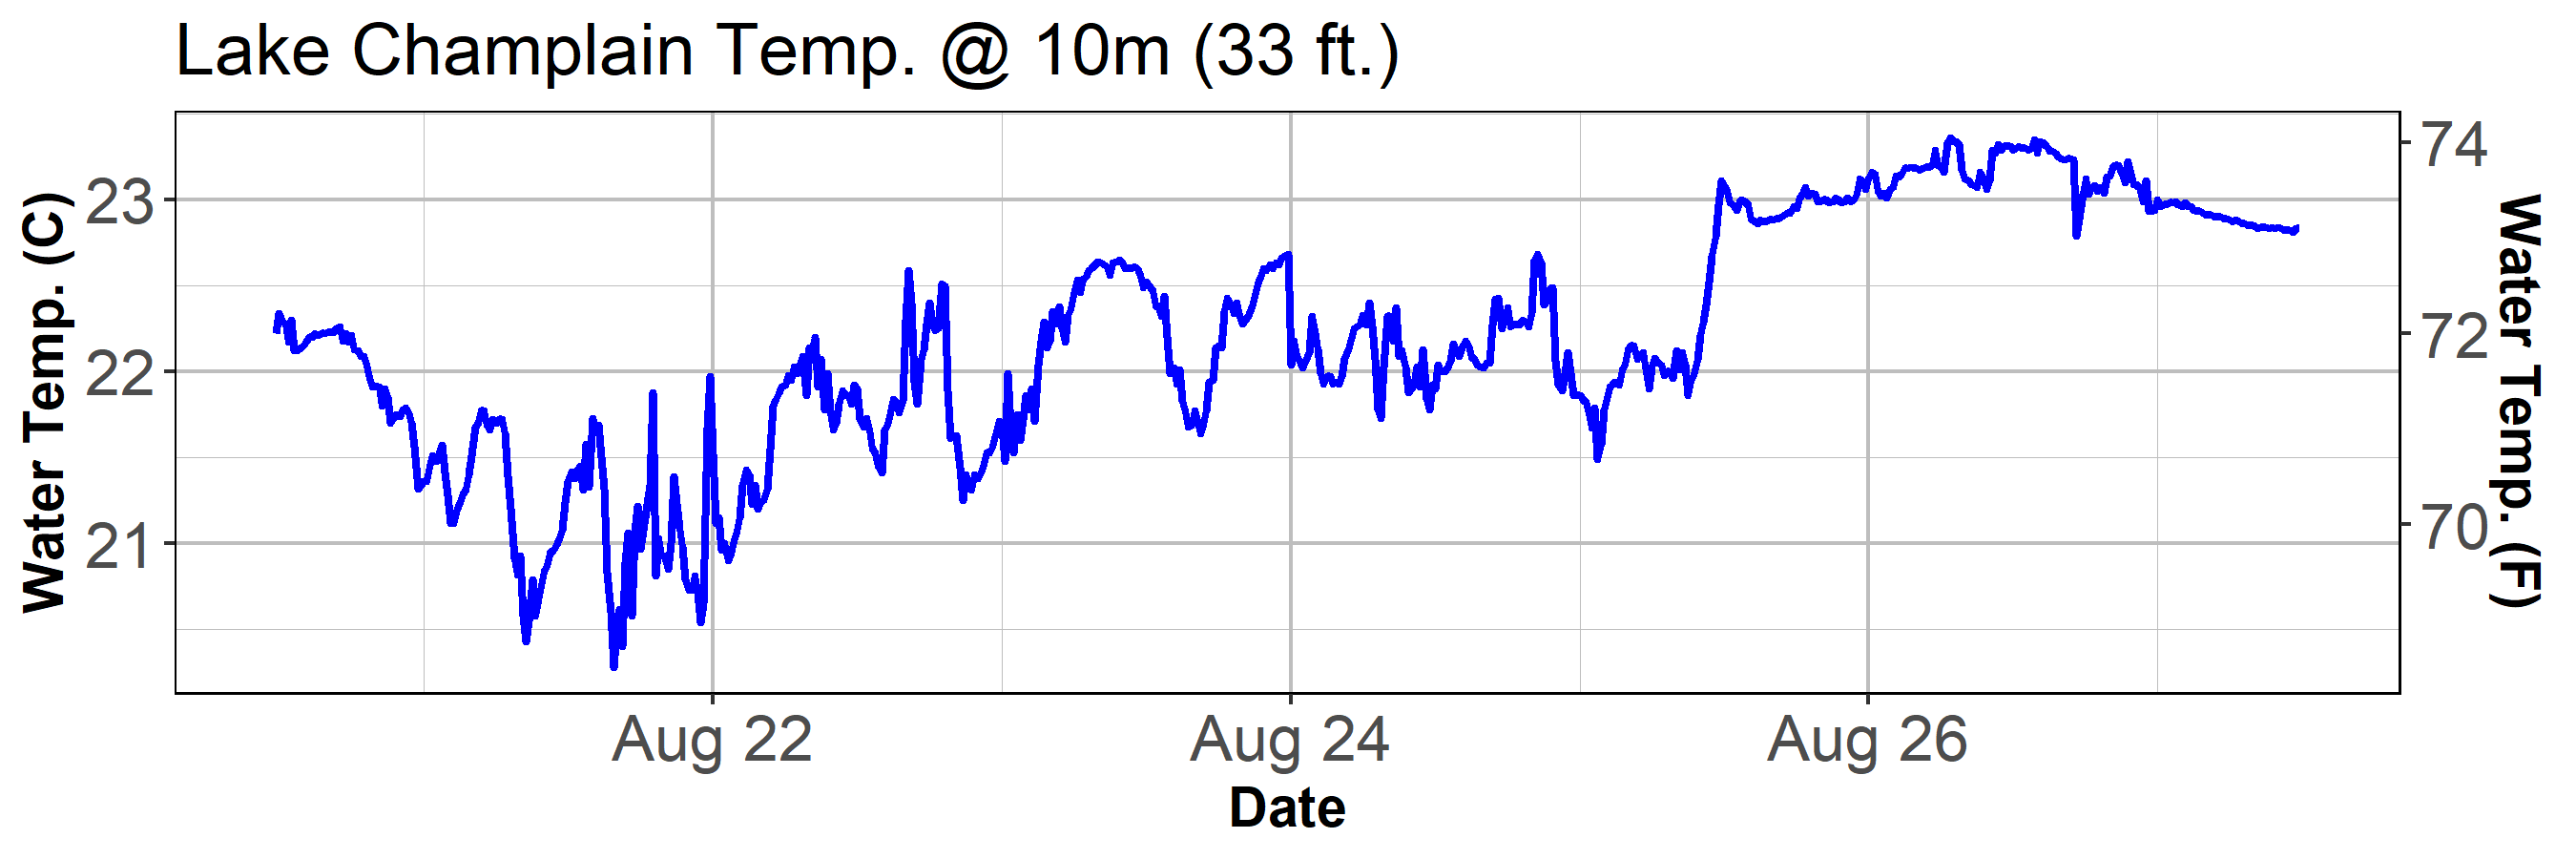 Lake Champlain Temp. @ 10m (33 ft.)
Water Temp. (C)
23
22
21
74
72
70
Water Temp. (F)
Aug 22 Aug 24 Aug 26
Date